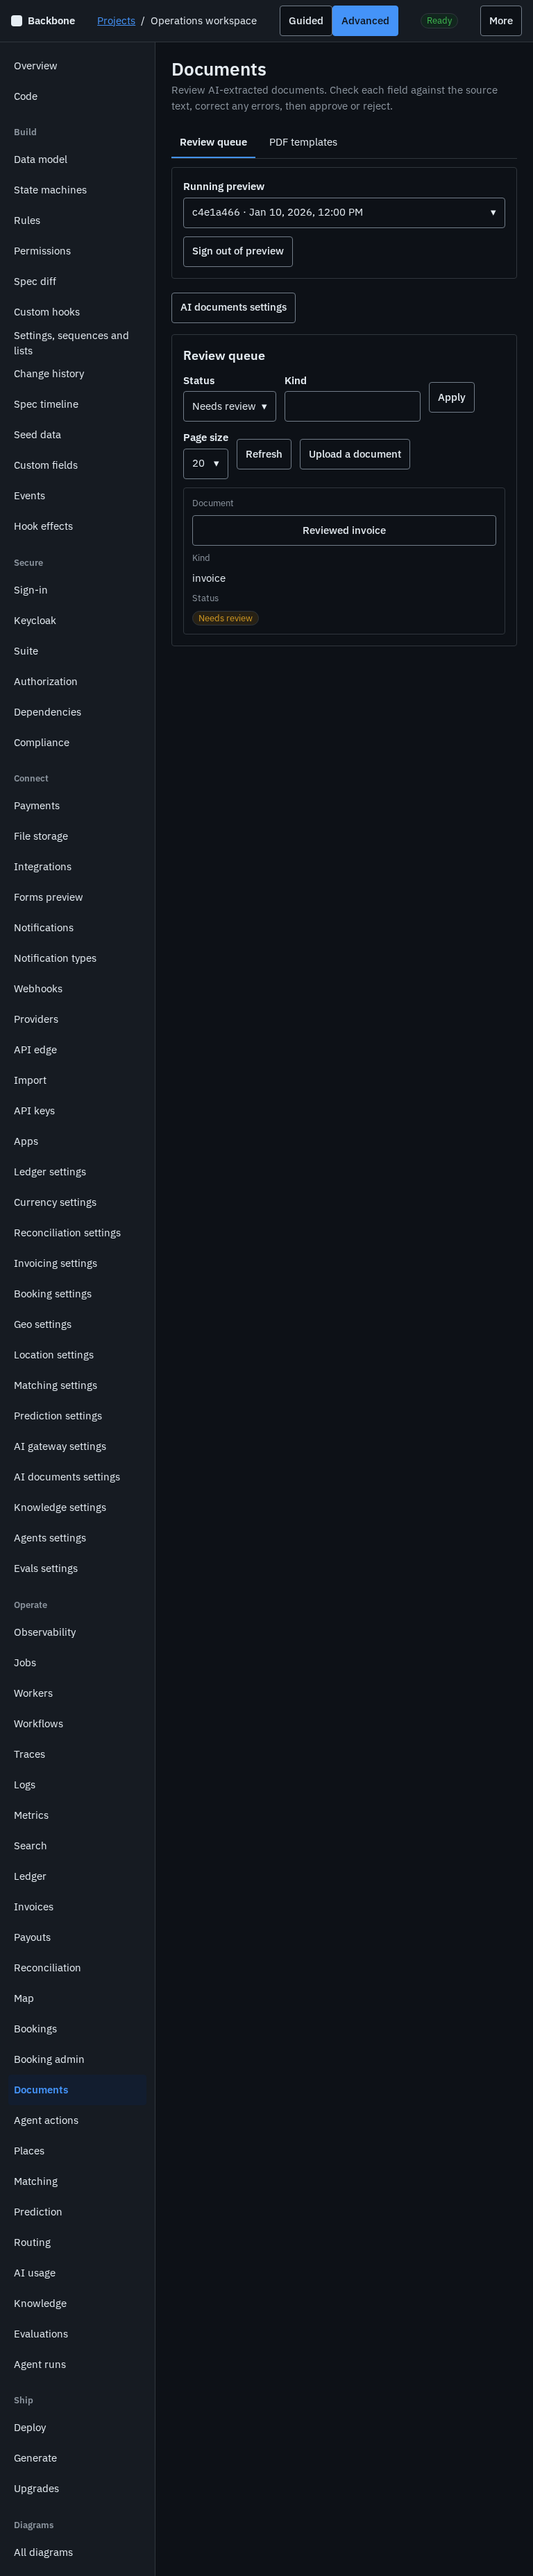 Backbone
Projects / Operations workspace
Guided
Advanced
Ready
More
Overview
Code
Build
Data model
State machines
Rules
Permissions
Spec diff
Custom hooks
Settings, sequences and
lists
Change history
Spec timeline
Seed data
Custom fields
Events
Hook effects
Secure
Sign-in
Keycloak
Suite
Authorization
Dependencies
Compliance
Connect
Payments
File storage
Integrations
Forms preview
Notifications
Notification types
Webhooks
Providers
API edge
Import
API keys
Apps
Ledger settings
Currency settings
Reconciliation settings
Invoicing settings
Booking settings
Geo settings
Location settings
Matching settings
Prediction settings
AI gateway settings
AI documents settings
Knowledge settings
Agents settings
Evals settings
Operate
Observability
Jobs
Workers
Workflows
Traces
Logs
Metrics
Search
Ledger
Invoices
Payouts
Reconciliation
Map
Bookings
Booking admin
Documents
Agent actions
Places
Matching
Prediction
Routing
AI usage
Knowledge
Evaluations
Agent runs
Ship
Deploy
Generate
Upgrades
Diagrams
All diagrams
Documents
Review AI-extracted documents. Check each field against the source
text, correct any errors, then approve or reject.
Review queue
PDF templates
Running preview
c4e1a466 · Jan 10, 2026, 12:00 PM
Sign out of preview
AI documents settings
Review queue
Status
Kind
Needs review
Apply
Page size
20
Refresh
Upload a document
Document
Reviewed invoice
Kind
invoice
Status
Needs review